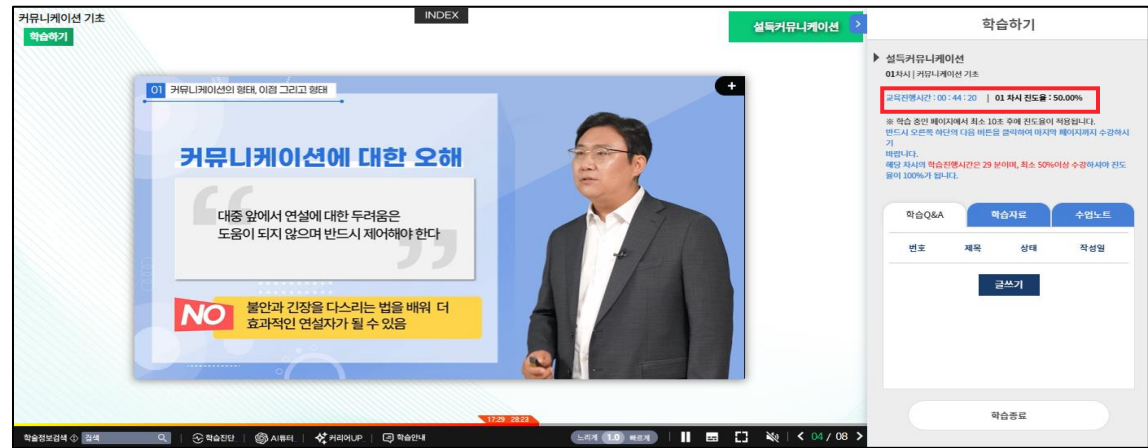 커뮤니케이션 기초
학습하기
INDEX
설득커뮤니케이션
01 커뮤니케이션의 형태, 이점 그리고 형태
커뮤니케이션에 대한 오해
대중 앞에서 연설에 대한 두려움은
도움이 되지 않으며 반드시 제어해야 한다
NO 불안과 긴장을 다스리는 법을 배워 더
효과적인 연설자가 될 수 있음
17:29 28:23
학술정보검색 검색 학습진단 AI튜터 커리어UP 학습안내 느리게 1.0 빠르게 04 / 08
학습하기
설득커뮤니케이션
01차시 | 커뮤니케이션 기초
교육진행시간 : 00 : 44 : 20 | 01 차시 진도율 : 50.00%
※ 학습 중인 페이지에서 최소 10초 후에 진도율이 적용됩니다.
반드시 오른쪽 하단의 다음 버튼을 클릭하여 마지막 페이지까지 수강하시
기
바랍니다.
해당 차시의 학습진행시간은 29 분이며, 최소 50%이상 수강하셔야 진도
율이 100%가 됩니다.
학습Q&A 학습자료 수업노트
번호 제목 상태 작성일
글쓰기
학습종료